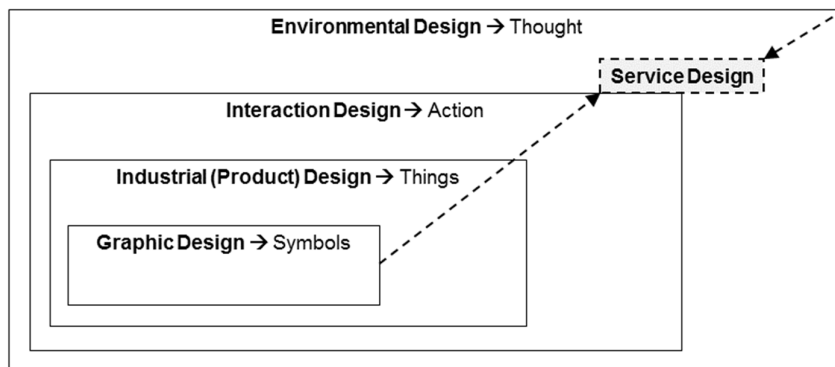 Environmental Design → Thought
Service Design
Interaction Design → Action
Industrial (Product) Design → Things
Graphic Design → Symbols